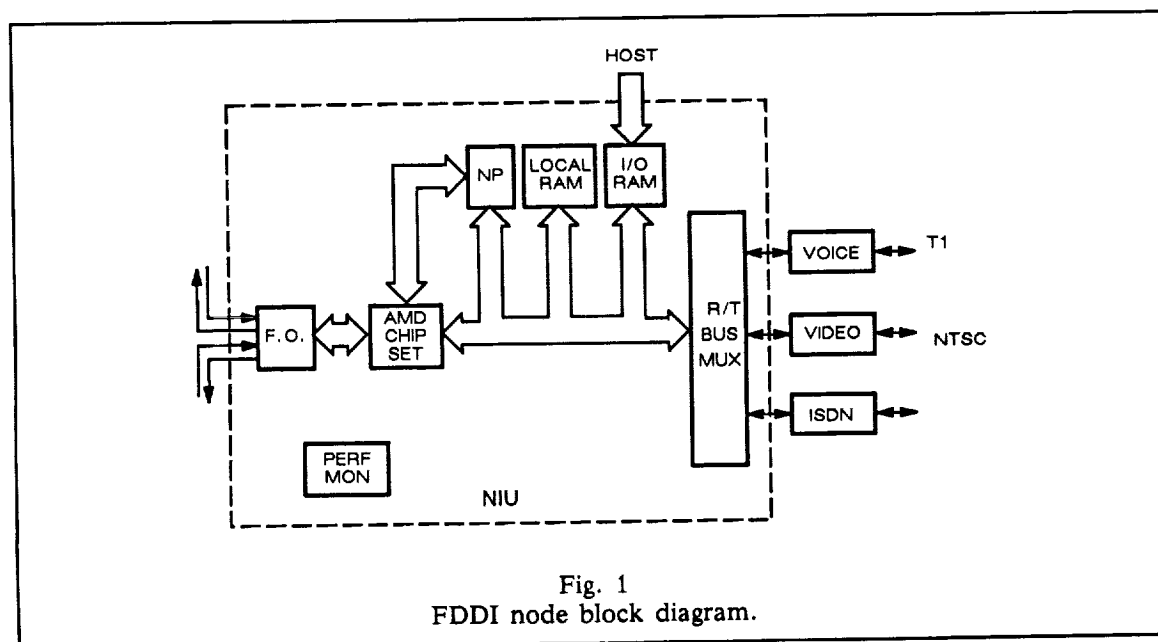 HOST
NP
LOCAL
RAM
I/O
RAM
VOICE
T1
F.O.
AMD
CHIP
SET
R/T
BUS
MUX
VIDEO
NTSC
ISDN
PERF
MON
NIU
Fig. 1
FDDI node block diagram.